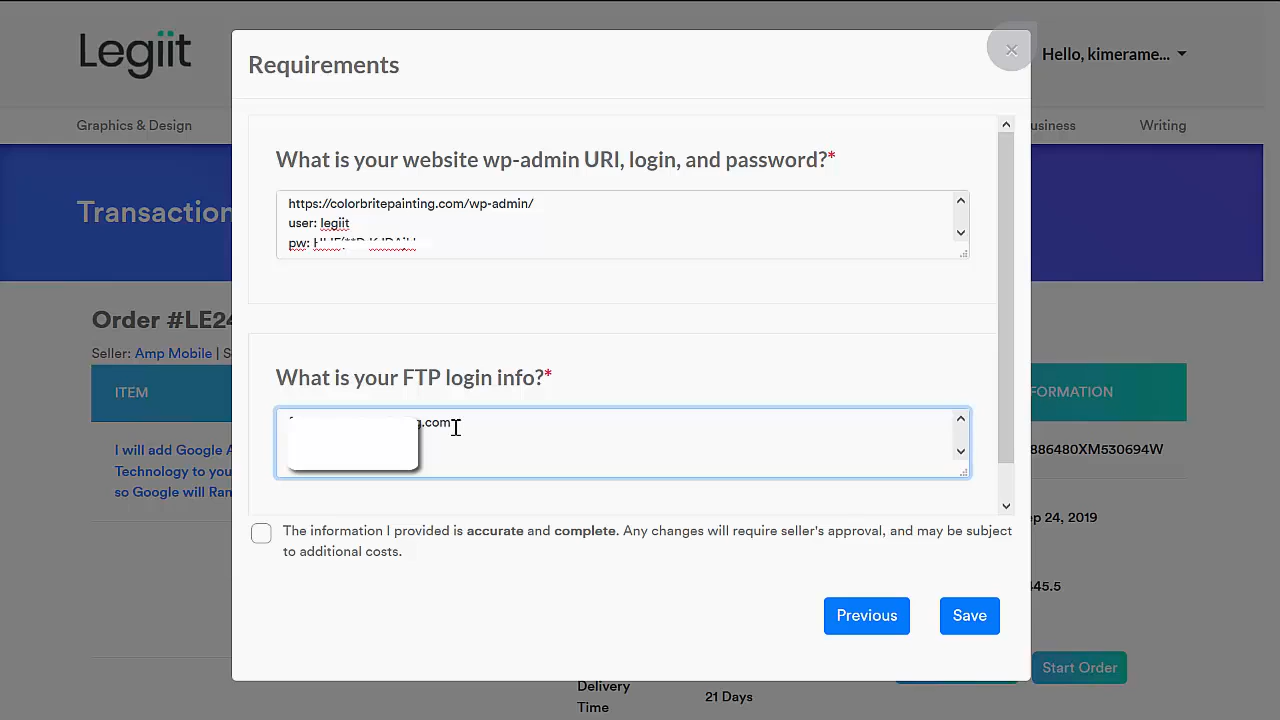 Legiit
Hello, kimerame...
Requirements
×
Graphics & Design
usiness
Writing
What is your website wp-admin URI, login, and password?*
https://colorbritepainting.com/wp-admin/
user: legiit
pw:
Transaction
Order #LE24
Seller: Amp Mobile | S
ITEM
FORMATION
What is your FTP login info?*
g.com
I will add Google A
Technology to you
so Google will Ran
886480XM530694W
ep 24, 2019
The information I provided is accurate and complete. Any changes will require seller's approval, and may be subject
to additional costs.
445.5
Previous
Save
Start Order
Delivery
Time
21 Days